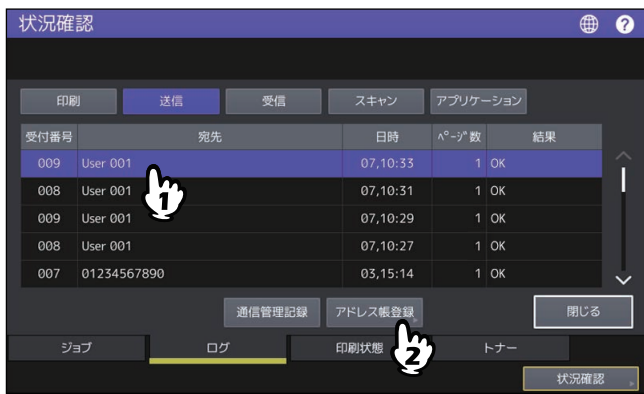 状況確認
?
印刷 送信 受信 スキャン アプリケーション
受付番号 宛先 日時 ﾍﾟｰｼﾞ数 結果
009 User 001 07,10:33 1 OK
008 User 001 07,10:31 1 OK
009 User 001 07,10:29 1 OK
008 User 001 07,10:27 1 OK
007 01234567890 03,15:14 1 OK
1
通信管理記録 アドレス帳登録 閉じる
ジョブ ログ 印刷状態 トナー
2
状況確認